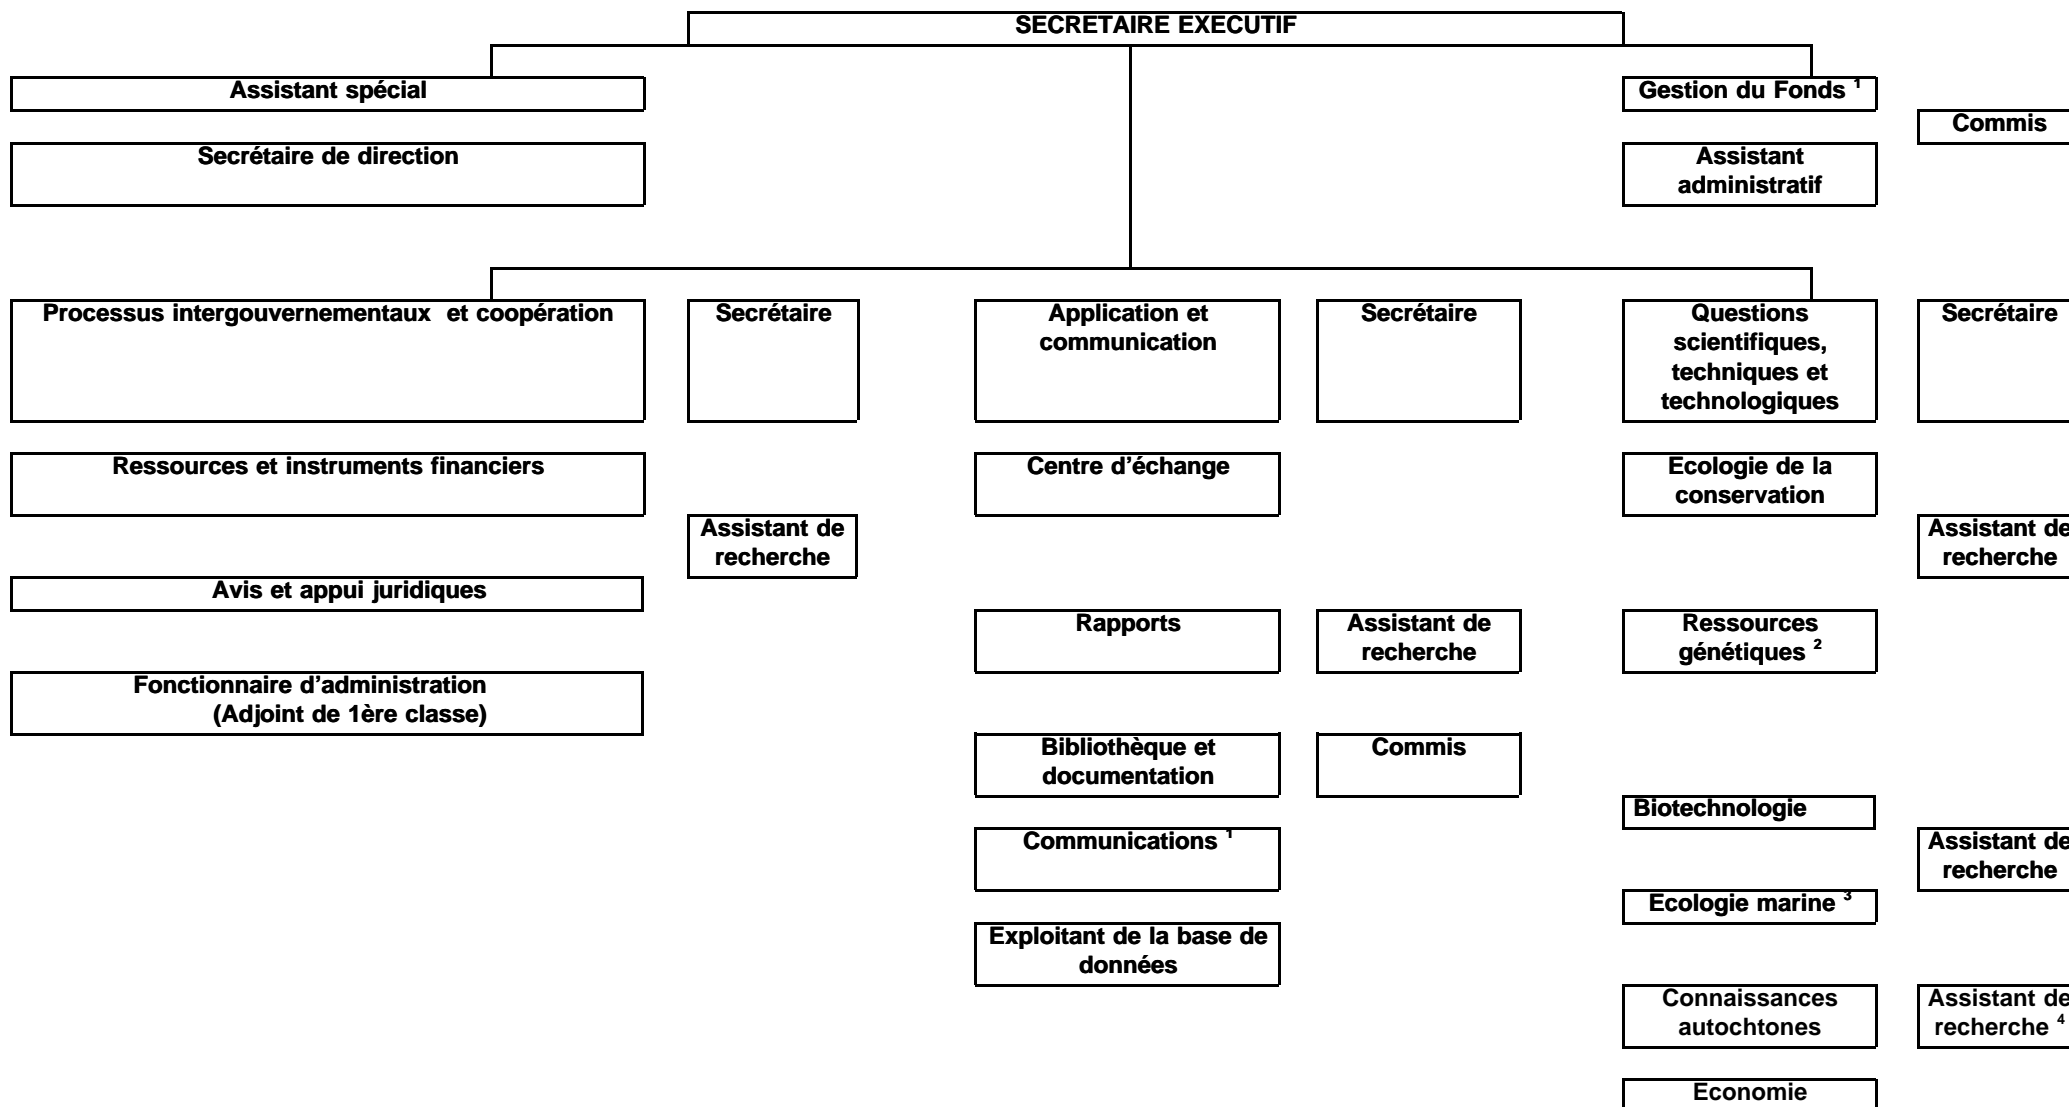 SECRETAIRE EXECUTIF
Assistant spécial
Gestion du Fonds ¹
Commis
Secrétaire de direction
Assistant
administratif
Processus intergouvernementaux et coopération
Secrétaire
Application et
communication
Secrétaire
Questions
scientifiques,
techniques et
technologiques
Secrétaire
Ressources et instruments financiers
Centre d'échange
Ecologie de la
conservation
Assistant de
recherche
Assistant de
recherche
Avis et appui juridiques
Rapports
Assistant de
recherche
Ressources
génétiques ²
Fonctionnaire d'administration
(Adjoint de 1ère classe)
Bibliothèque et
documentation
Commis
Biotechnologie
Communications ¹
Assistant de
recherche
Ecologie marine ³
Exploitant de la base de
données
Connaissances
autochtones
Assistant de
recherche ⁴
Economie